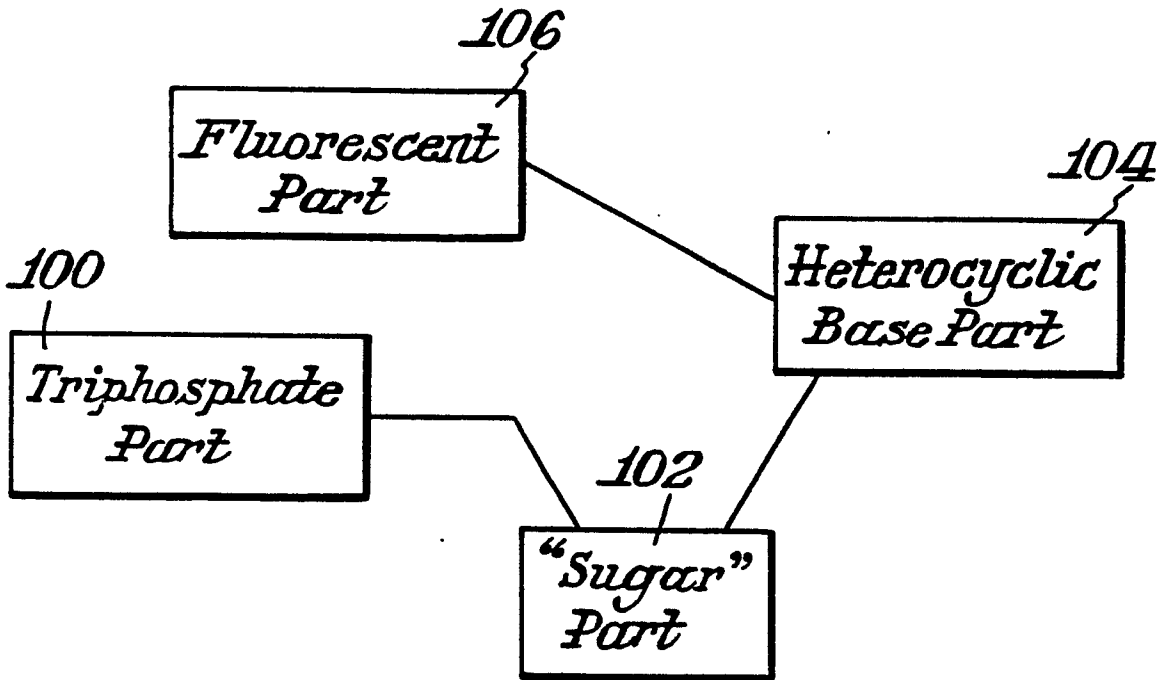 106
Fluorescent
Part
104
Heterocyclic
Base Part
100
Triphosphate
Part
102
“Sugar”
Part